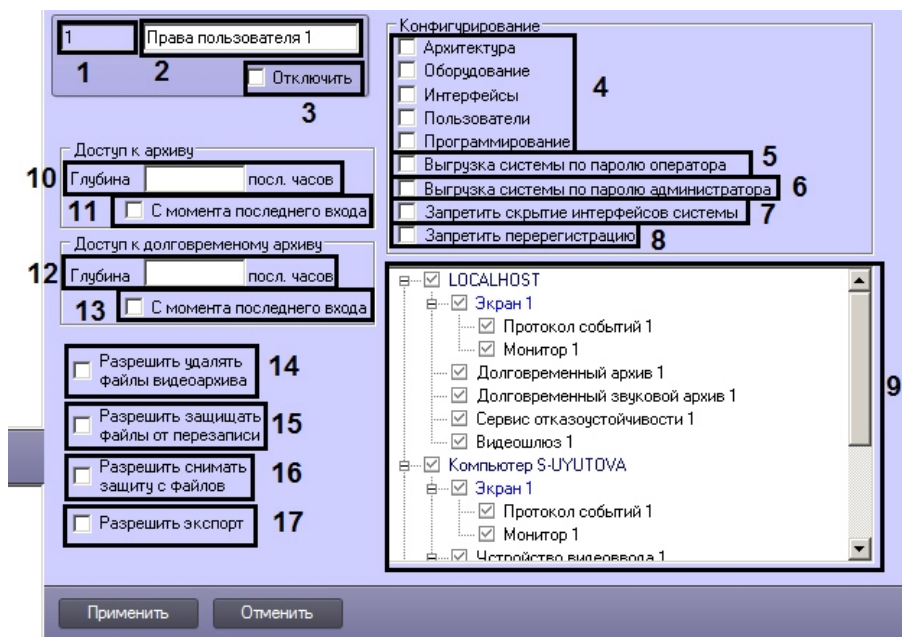 1
Права пользователя 1
1
2
Отключить
3
Доступ к архиву
10
Глубина
посл. часов
11
С момента последнего входа
Доступ к долговременому архиву
12
Глубина
посл. часов
13
С момента последнего входа
Разрешить удалять
файлы видеоархива
14
Разрешить защищать
файлы от перезаписи
15
Разрешить снимать
защиту с файлов
16
Разрешить экспорт
17
Конфигурирование
Архитектура
Оборудование
Интерфейсы
Пользователи
Программирование
4
Выгрузка системы по паролю оператора
5
Выгрузка системы по паролю администратора
6
Запретить скрытие интерфейсов системы
7
Запретить перерегистрацию
8
LOCALHOST
Экран 1
Протокол событий 1
Монитор 1
Долговременный архив 1
Долговременный звуковой архив 1
Сервис отказоустойчивости 1
Видеошлюз 1
Компьютер S-UYUTOVA
Экран 1
Протокол событий 1
Монитор 1
Устройство видеоввода 1
9
Применить
Отменить